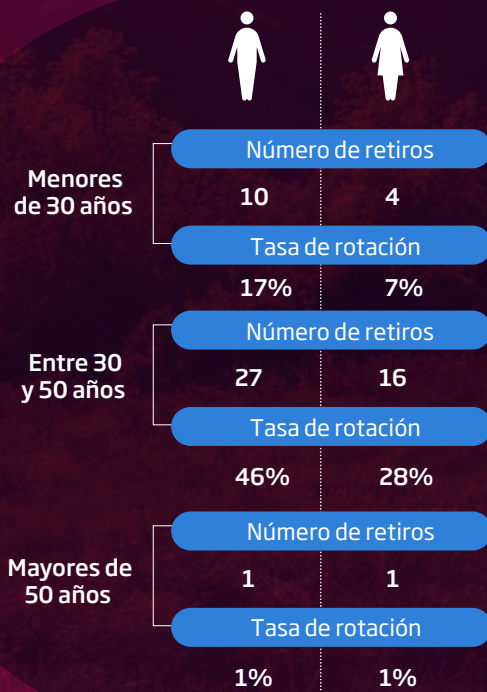 Número de retiros
Menores
de 30 años
10 4
Tasa de rotación
17% 7%
Número de retiros
Entre 30
y 50 años
27 16
Tasa de rotación
46% 28%
Número de retiros
Mayores de
50 años
1 1
Tasa de rotación
1% 1%